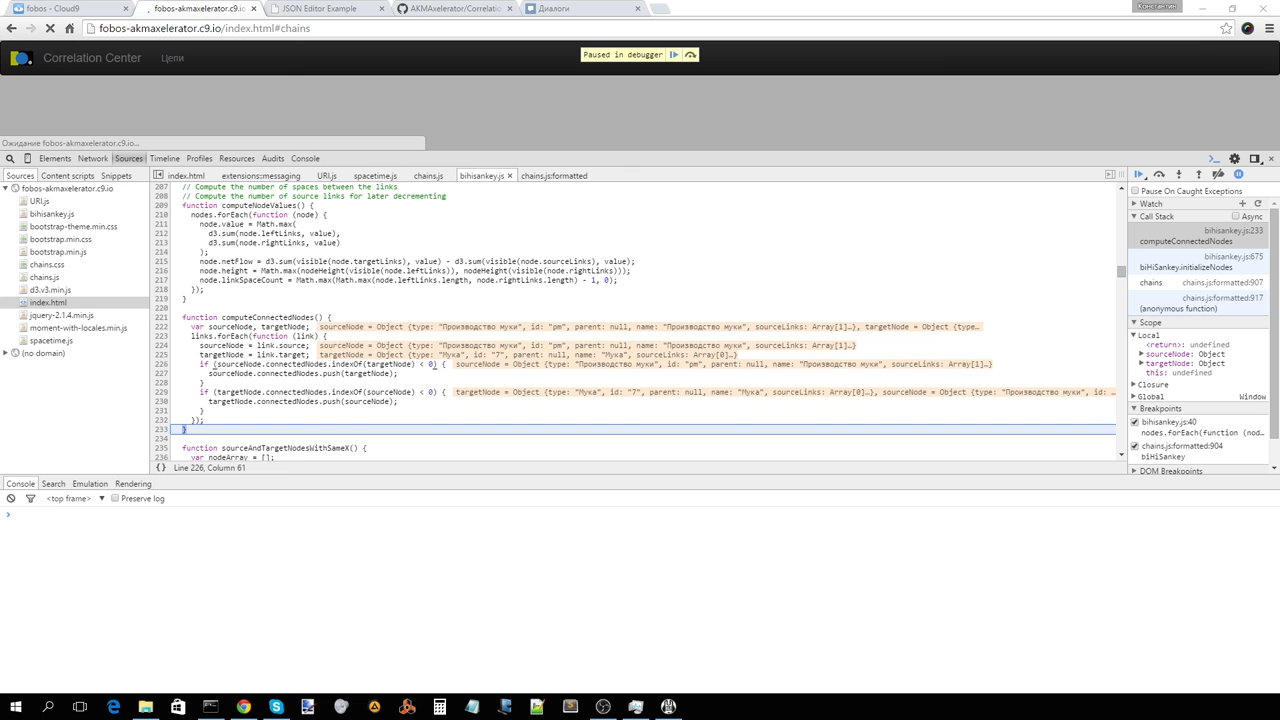 fobos - Cloud9
fobos-akmaxelerator.c9.io
JSON Editor Example
AKMAxelerator/Correlatio
Диалоги
Константин
fobos-akmaxelerator.c9.io/index.html#chains
Correlation Center
Цепи
Paused in debugger
Ожидание fobos-akmaxelerator.c9.io...
Elements Network Sources Timeline Profiles Resources Audits Console
Sources Content scripts Snippets
index.html extensions::messaging URI.js spacetime.js chains.js bihisankey.js chains.js:formatted
fobos-akmaxelerator.c9.io
URI.js
bihisankey.js
bootstrap-theme.min.css
bootstrap.min.css
bootstrap.min.js
chains.css
chains.js
d3.v3.min.js
index.html
jquery-2.1.4.min.js
moment-with-locales.min.js
spacetime.js
(no domain)
207 // Compute the number of spaces between the links
208 // Compute the number of source links for later decrementing
209 function computeNodeValues() {
210 nodes.forEach(function (node) {
211 node.value = Math.max(
212 d3.sum(node.leftLinks, value),
213 d3.sum(node.rightLinks, value)
214 );
215 node.netFlow = d3.sum(visible(node.targetLinks), value) - d3.sum(visible(node.sourceLinks), value);
216 node.height = Math.max(nodeHeight(visible(node.leftLinks)), nodeHeight(visible(node.rightLinks)));
217 node.linkSpaceCount = Math.max(Math.max(node.leftLinks.length, node.rightLinks.length) - 1, 0);
218 });
219 }
220
221 function computeConnectedNodes() {
222 var sourceNode, targetNode; sourceNode = Object {type: "Производство муки", id: "pm", parent: null, name: "Производство муки", sourceLinks: Array[1]…}, targetNode = Object {type…
223 links.forEach(function (link) {
224 sourceNode = link.source; sourceNode = Object {type: "Производство муки", id: "pm", parent: null, name: "Производство муки", sourceLinks: Array[1]…}
225 targetNode = link.target; targetNode = Object {type: "Мука", id: "7", parent: null, name: "Мука", sourceLinks: Array[0]…}
226 if (sourceNode.connectedNodes.indexOf(targetNode) < 0) { sourceNode = Object {type: "Производство муки", id: "pm", parent: null, name: "Производство муки", sourceLinks: Array[1]…}
227 sourceNode.connectedNodes.push(targetNode);
228 }
229 if (targetNode.connectedNodes.indexOf(sourceNode) < 0) { targetNode = Object {type: "Мука", id: "7", parent: null, name: "Мука", sourceLinks: Array[0]…}, sourceNode = Object {type: "Производство муки", id: …
230 targetNode.connectedNodes.push(sourceNode);
231 }
232 });
233 }
234
235 function sourceAndTargetNodesWithSameX() {
236 var nodeArray = [];
{} Line 226, Column 61
Pause On Caught Exceptions
Watch
Call Stack Async
bihisankey.js:233
computeConnectedNodes
bihisankey.js:675
biHiSankey.initializeNodes
chains chains.js:formatted:907
chains.js:formatted:917
(anonymous function)
Scope
Local
<return>: undefined
sourceNode: Object
targetNode: Object
this: undefined
Closure
Global Window
Breakpoints
bihisankey.js:40
nodes.forEach(function (nod…
chains.js:formatted:904
biHiSankey
DOM Breakpoints
Console Search Emulation Rendering
<top frame> Preserve log